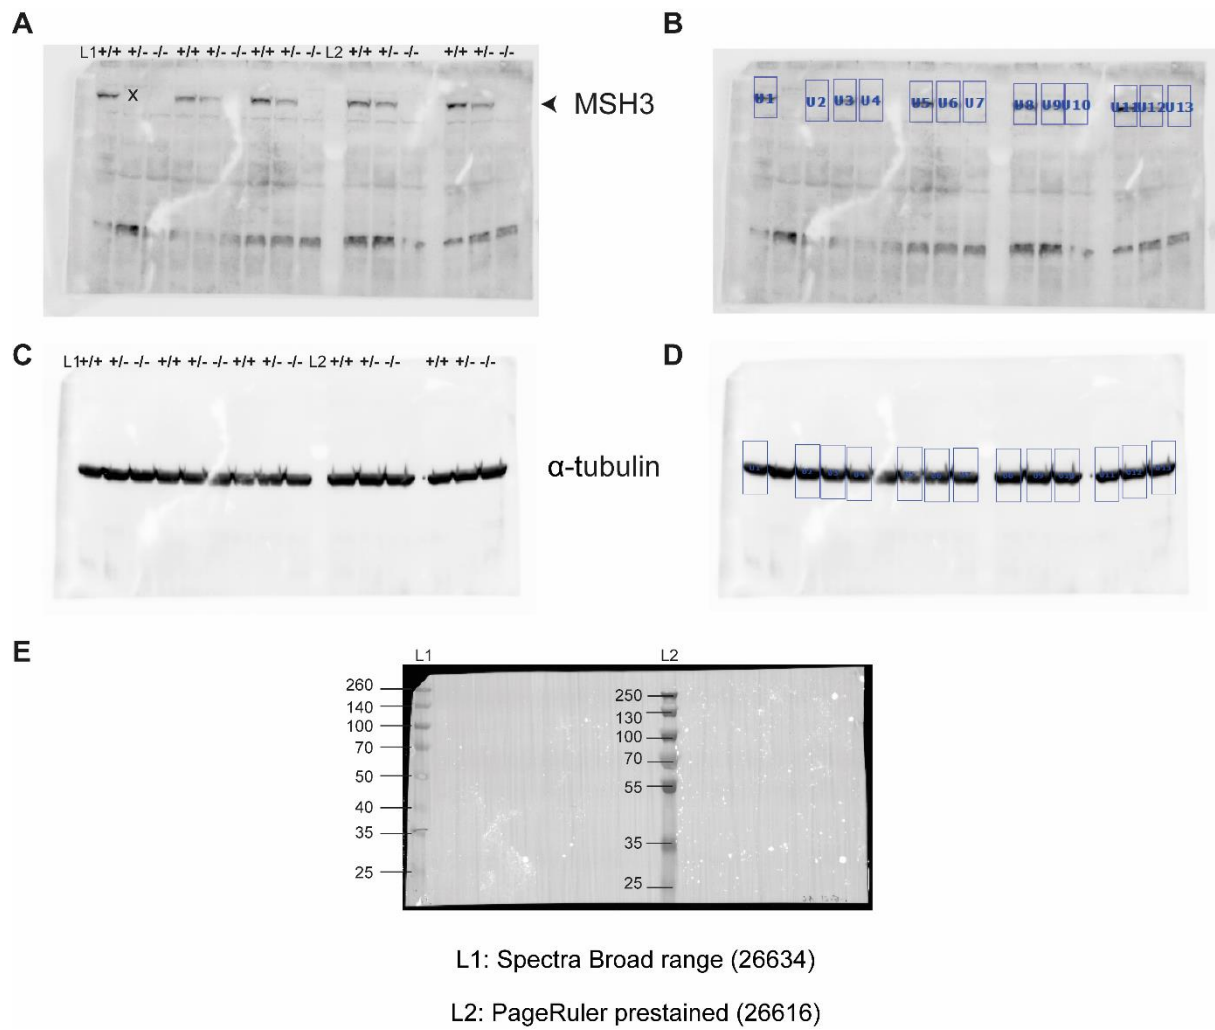 A
B
L1 +/+ +/- -/- +/+ +/- -/- +/+ +/- -/- L2 +/+ +/- -/- +/+ +/- -/-
X
MSH3
U1 U2 U3 U4 U5 U6 U7 U8 U9 U10 U11 U12 U13
C
D
L1 +/+ +/- -/- +/+ +/- -/- +/+ +/- -/- L2 +/+ +/- -/- +/+ +/- -/-
α-tubulin
E
L1
L2
260
140
100
70
50
40
35
25
250
130
100
70
55
35
25
L1: Spectra Broad range (26634)
L2: PageRuler prestained (26616)